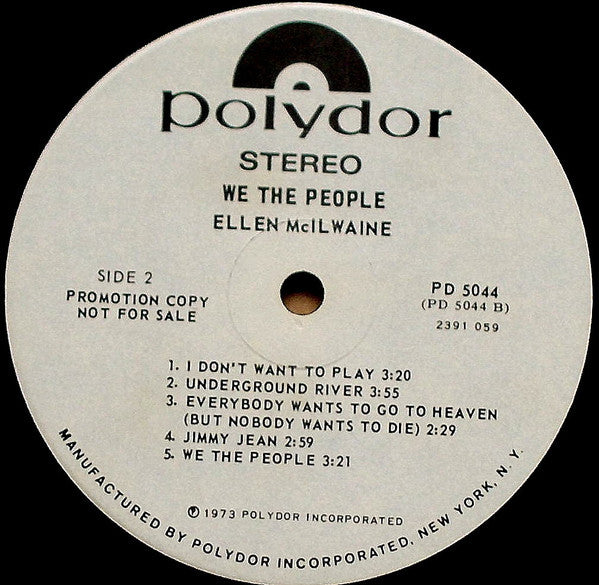 polydor
STEREO
WE THE PEOPLE
ELLEN McILWAINE
SIDE 2
PROMOTION COPY
NOT FOR SALE
PD 5044
(PD 5044 B)
2391 059
1. I DON'T WANT TO PLAY 3:20
2. UNDERGROUND RIVER 3:55
3. EVERYBODY WANTS TO GO TO HEAVEN
(BUT NOBODY WANTS TO DIE) 2:29
4. JIMMY JEAN 2:59
5. WE THE PEOPLE 3:21
℗ 1973 POLYDOR INCORPORATED
MANUFACTURED BY POLYDOR INCORPORATED, NEW YORK, N. Y.